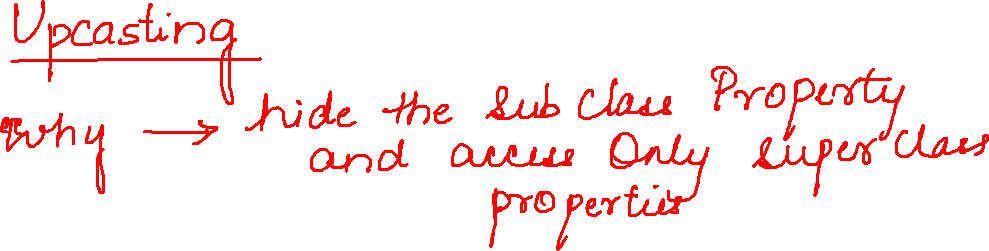 Upcasting
why → hide the Sub Class Property
and access Only super class
properties